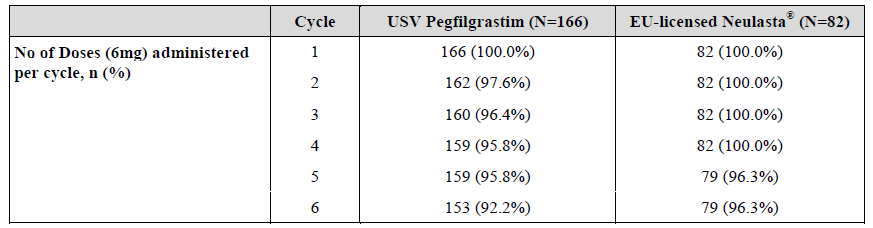 Cycle USV Pegfilgrastim (N=166) EU-licensed Neulasta® (N=82)
No of Doses (6mg) administered 1 166 (100.0%) 82 (100.0%)
per cycle, n (%)
2 162 (97.6%) 82 (100.0%)
3 160 (96.4%) 82 (100.0%)
4 159 (95.8%) 82 (100.0%)
5 159 (95.8%) 79 (96.3%)
6 153 (92.2%) 79 (96.3%)